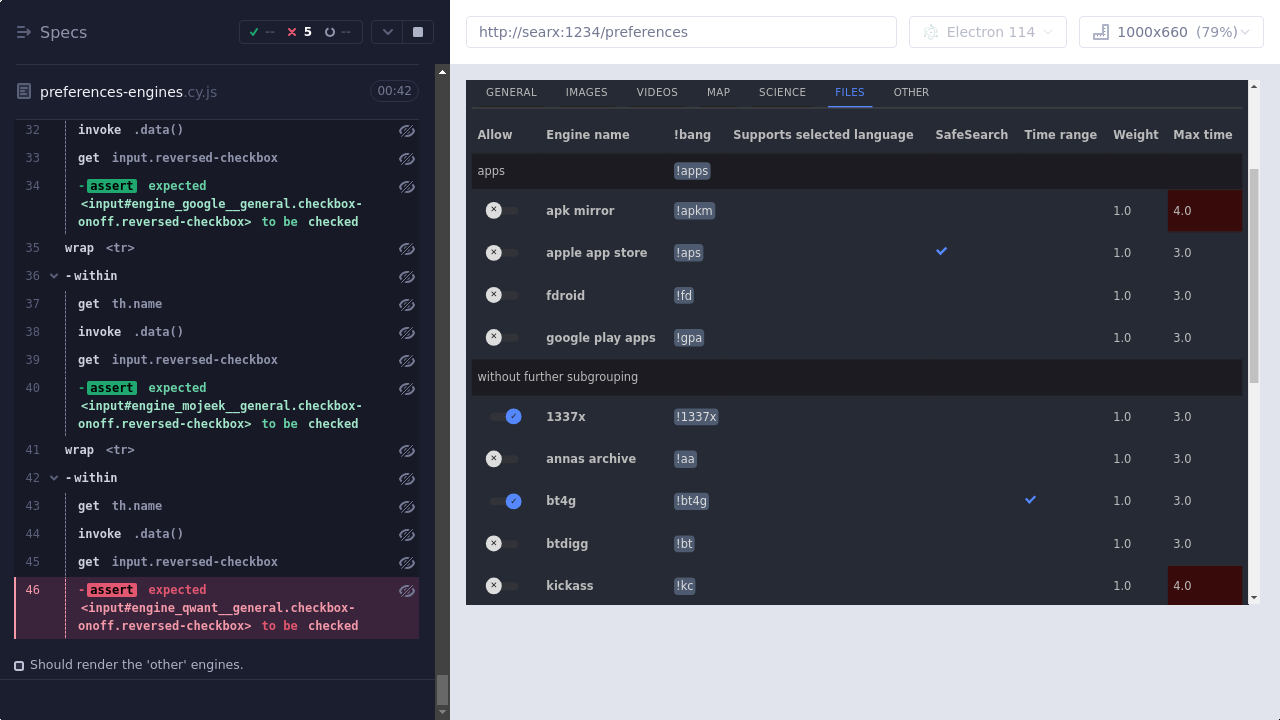 Specs
-- 5 --
preferences-engines.cy.js 00:42
32 invoke .data()
33 get input.reversed-checkbox
34 -assert expected
<input#engine_google__general.checkbox-
onoff.reversed-checkbox> to be checked
35 wrap <tr>
36 -within
37 get th.name
38 invoke .data()
39 get input.reversed-checkbox
40 -assert expected
<input#engine_mojeek__general.checkbox-
onoff.reversed-checkbox> to be checked
41 wrap <tr>
42 -within
43 get th.name
44 invoke .data()
45 get input.reversed-checkbox
46 -assert expected
<input#engine_qwant__general.checkbox-
onoff.reversed-checkbox> to be checked
Should render the 'other' engines.
http://searx:1234/preferences Electron 114 1000x660 (79%)
GENERAL IMAGES VIDEOS MAP SCIENCE FILES OTHER
Allow Engine name !bang Supports selected language SafeSearch Time range Weight Max time
apps !apps
apk mirror !apkm 1.0 4.0
apple app store !aps 1.0 3.0
fdroid !fd 1.0 3.0
google play apps !gpa 1.0 3.0
without further subgrouping
1337x !1337x 1.0 3.0
annas archive !aa 1.0 3.0
bt4g !bt4g 1.0 3.0
btdigg !bt 1.0 3.0
kickass !kc 1.0 4.0